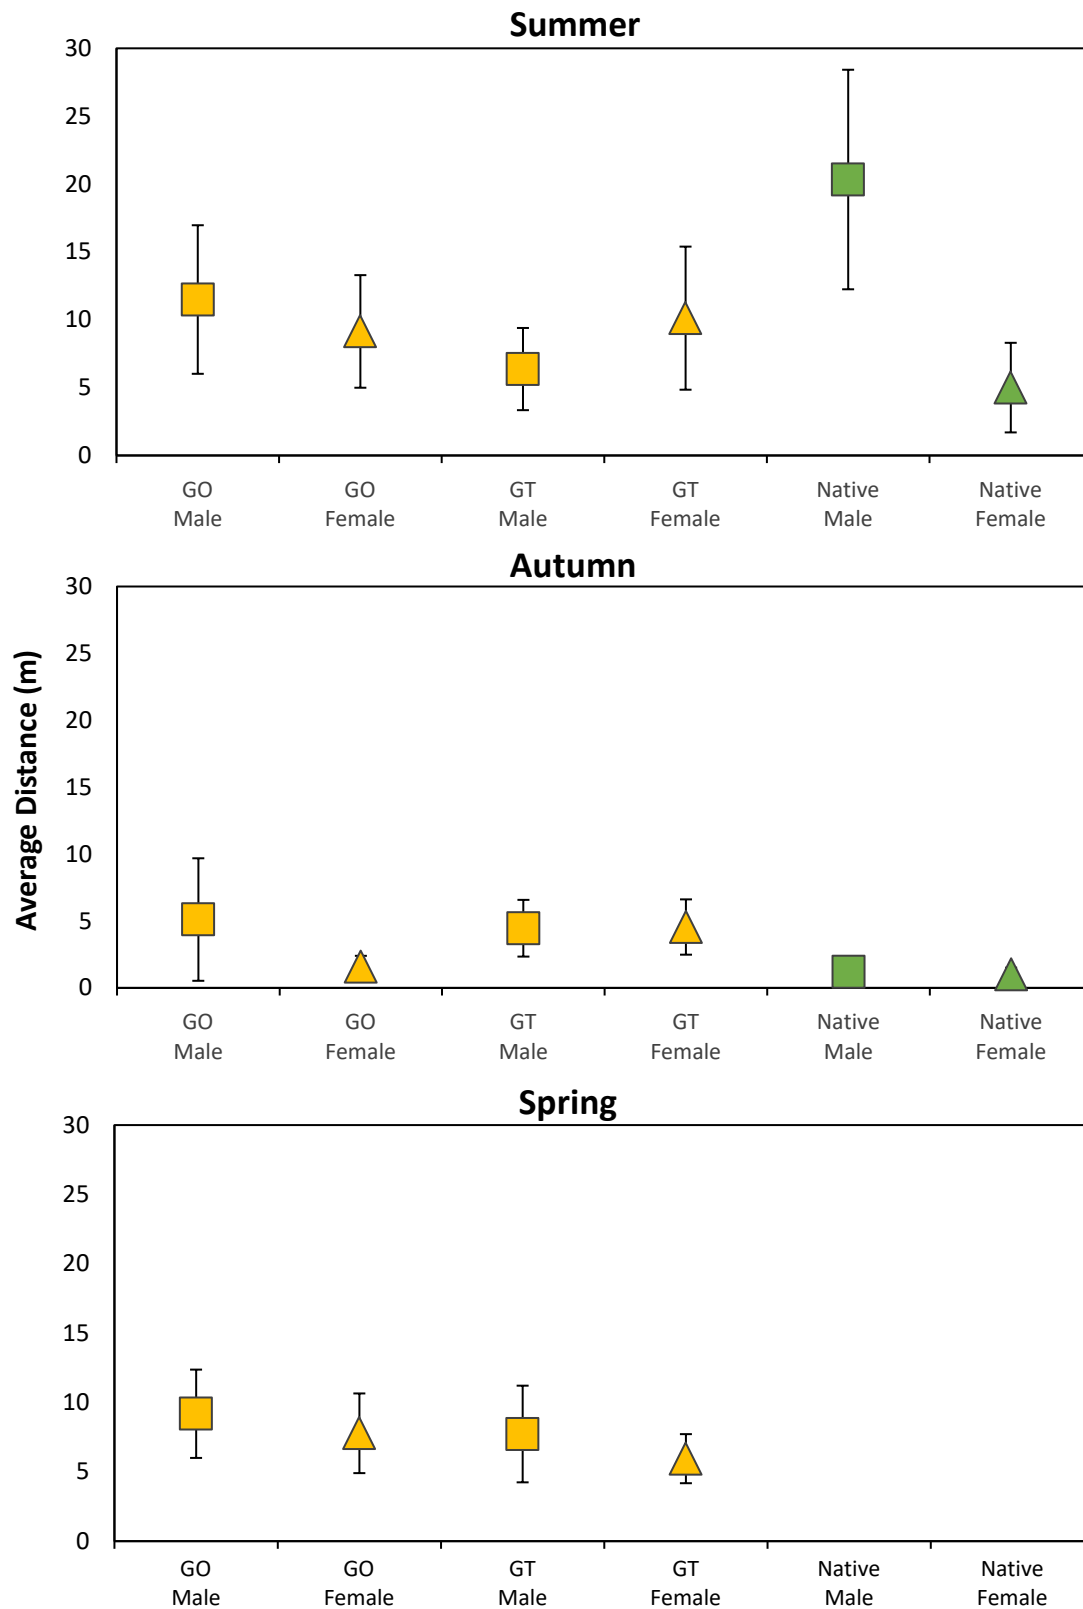 Summer
30
25
20
15
10
5
0
GO Male
GO Female
GT Male
GT Female
Native Male
Native Female
Average Distance (m)
Autumn
30
25
20
15
10
5
0
GO Male
GO Female
GT Male
GT Female
Native Male
Native Female
Spring
30
25
20
15
10
5
0
GO Male
GO Female
GT Male
GT Female
Native Male
Native Female